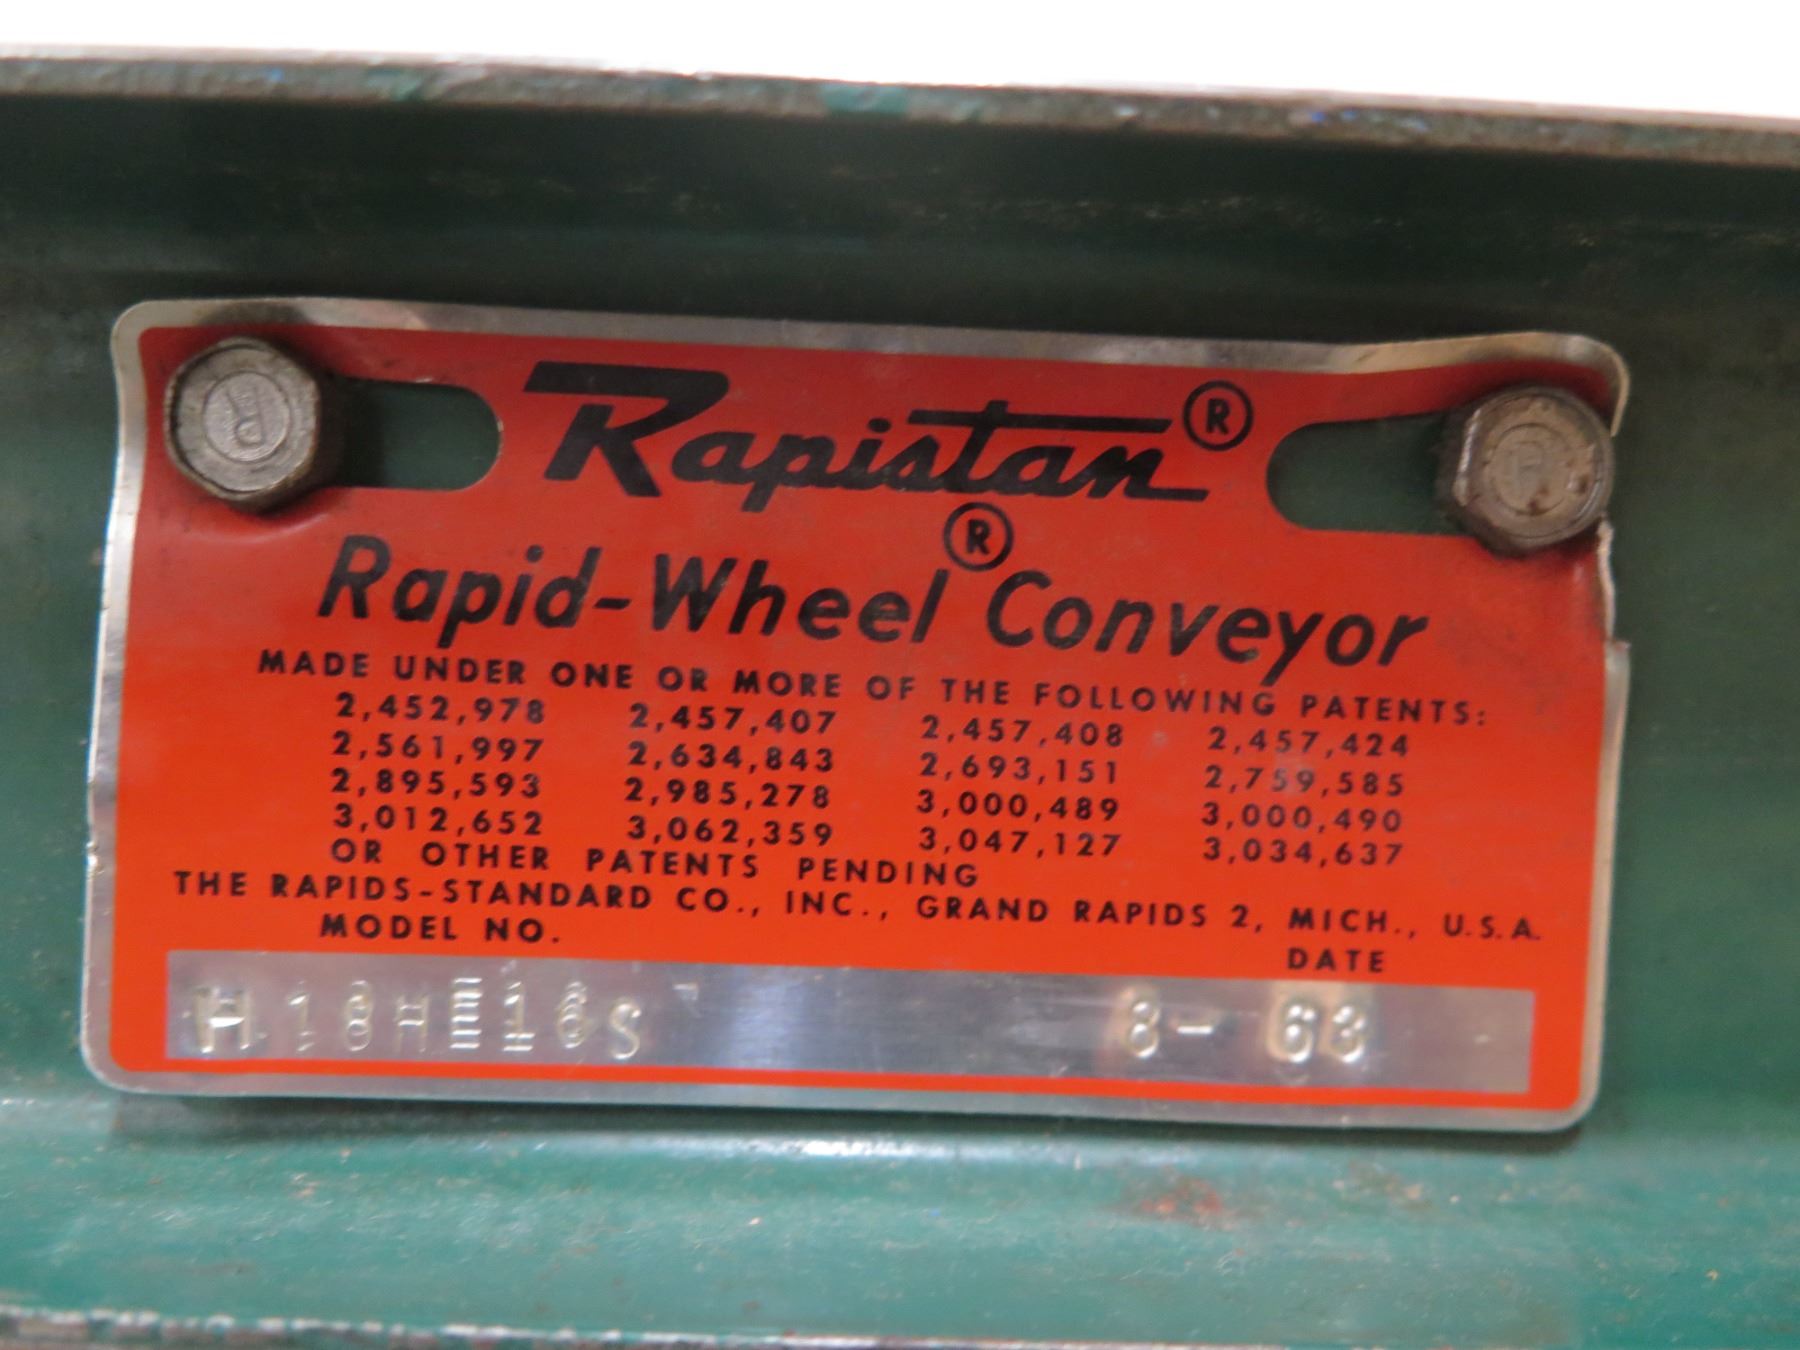 Rapistan®
Rapid-Wheel® Conveyor
MADE UNDER ONE OR MORE OF THE FOLLOWING PATENTS:
2,452,978 2,457,407 2,457,408 2,457,424
2,561,997 2,634,843 2,693,151 2,759,585
2,895,593 2,985,278 3,000,489 3,000,490
3,012,652 3,062,359 3,047,127 3,034,637
OR OTHER PATENTS PENDING
THE RAPIDS-STANDARD CO., INC., GRAND RAPIDS 2, MICH., U.S.A.
MODEL NO. DATE
8-63
R